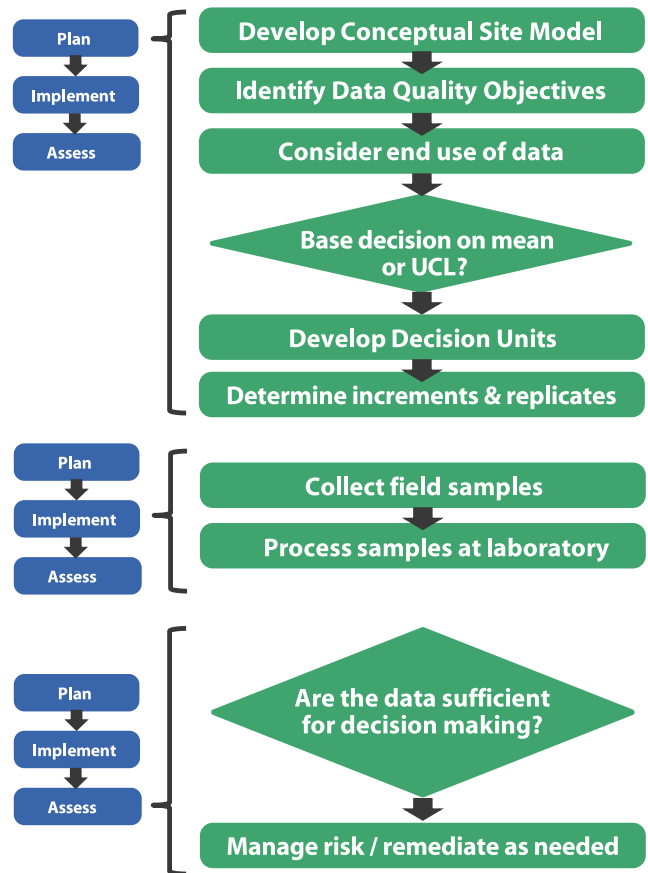 Plan
Implement
Assess
Develop Conceptual Site Model
Identify Data Quality Objectives
Consider end use of data
Base decision on mean
or UCL?
Develop Decision Units
Determine increments & replicates
Plan
Implement
Assess
Collect field samples
Process samples at laboratory
Plan
Implement
Assess
Are the data sufficient
for decision making?
Manage risk / remediate as needed